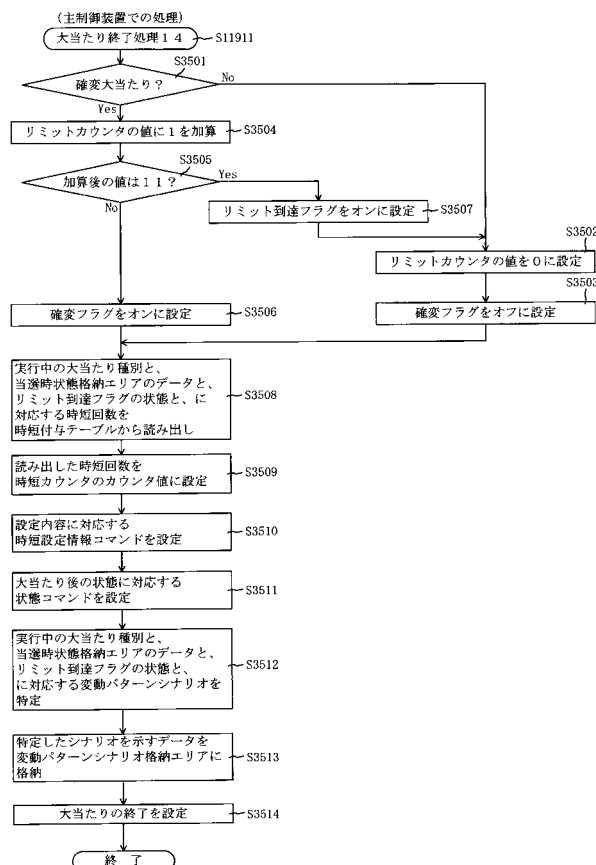 (主制御装置での処理)
大当たり終了処理14
S11911
S3501
確変大当たり?
No
Yes
リミットカウンタの値に1を加算
S3504
S3505
加算後の値は11?
Yes
No
リミット到達フラグをオンに設定
S3507
S3502
リミットカウンタの値を0に設定
S3503
確変フラグをオンに設定
S3506
確変フラグをオフに設定
実行中の大当たり種別と、
当選時状態格納エリアのデータと、
リミット到達フラグの状態と、に
対応する時短回数を
時短付与テーブルから読み出し
S3508
読み出した時短回数を
時短カウンタのカウンタ値に設定
S3509
設定内容に対応する
時短設定情報コマンドを設定
S3510
大当たり後の状態に対応する
状態コマンドを設定
S3511
実行中の大当たり種別と、
当選時状態格納エリアのデータと、
リミット到達フラグの状態と、
に対応する変動パターンシナリオを
特定
S3512
特定したシナリオを示すデータを
変動パターンシナリオ格納エリアに
格納
S3513
大当たりの終了を設定
S3514
終了